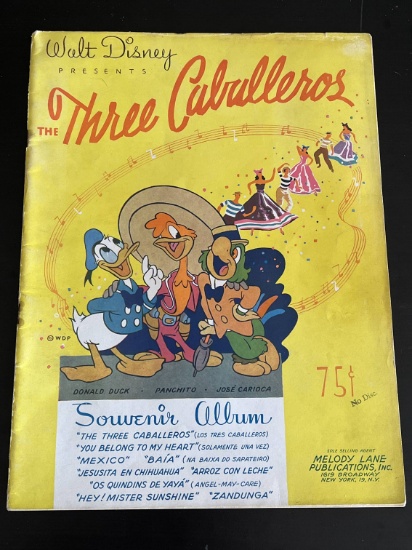 Walt Disney
PRESENTS
THE Three Caballeros
© WDP
DONALD DUCK · PANCHITO · JOSÉ CARIOCA
75¢
No Disc.
Souvenir Album
"THE THREE CABALLEROS" (LOS TRES CABALLEROS)
"YOU BELONG TO MY HEART" (SOLAMENTE UNA VEZ)
"MEXICO" "BAÍA" (NA BAIXA DO SAPATEIRO)
"JESUSITA EN CHIHUAHUA" "ARROZ CON LECHE"
"OS QUINDINS DE YAYÁ" (ANGEL-MAY-CARE)
"HEY! MISTER SUNSHINE" "ZANDUNGA"
SOLE SELLING AGENT
MELODY LANE
PUBLICATIONS, INC.
1619 BROADWAY
NEW YORK, 19, N.Y.